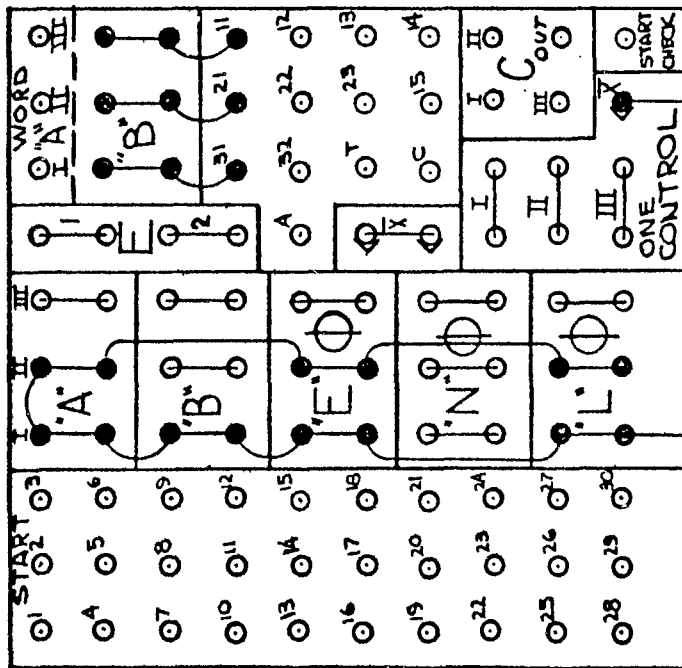 START
1 2 3
4 5 6
7 8 9
10 11 12
13 14 15
16 17 18
19 20 21
22 23 24
25 26 27
28 29 30
I II III
"A"
"B"
"E"
"N"
"L"
1
E
2
WORD
I II III
"A"
"B"
31 21 11
A 32 22 12
X T 23 13
C 15 14
I
II
III
ONE
CONTROL
I II
III
C OUT
X
START
CHECK